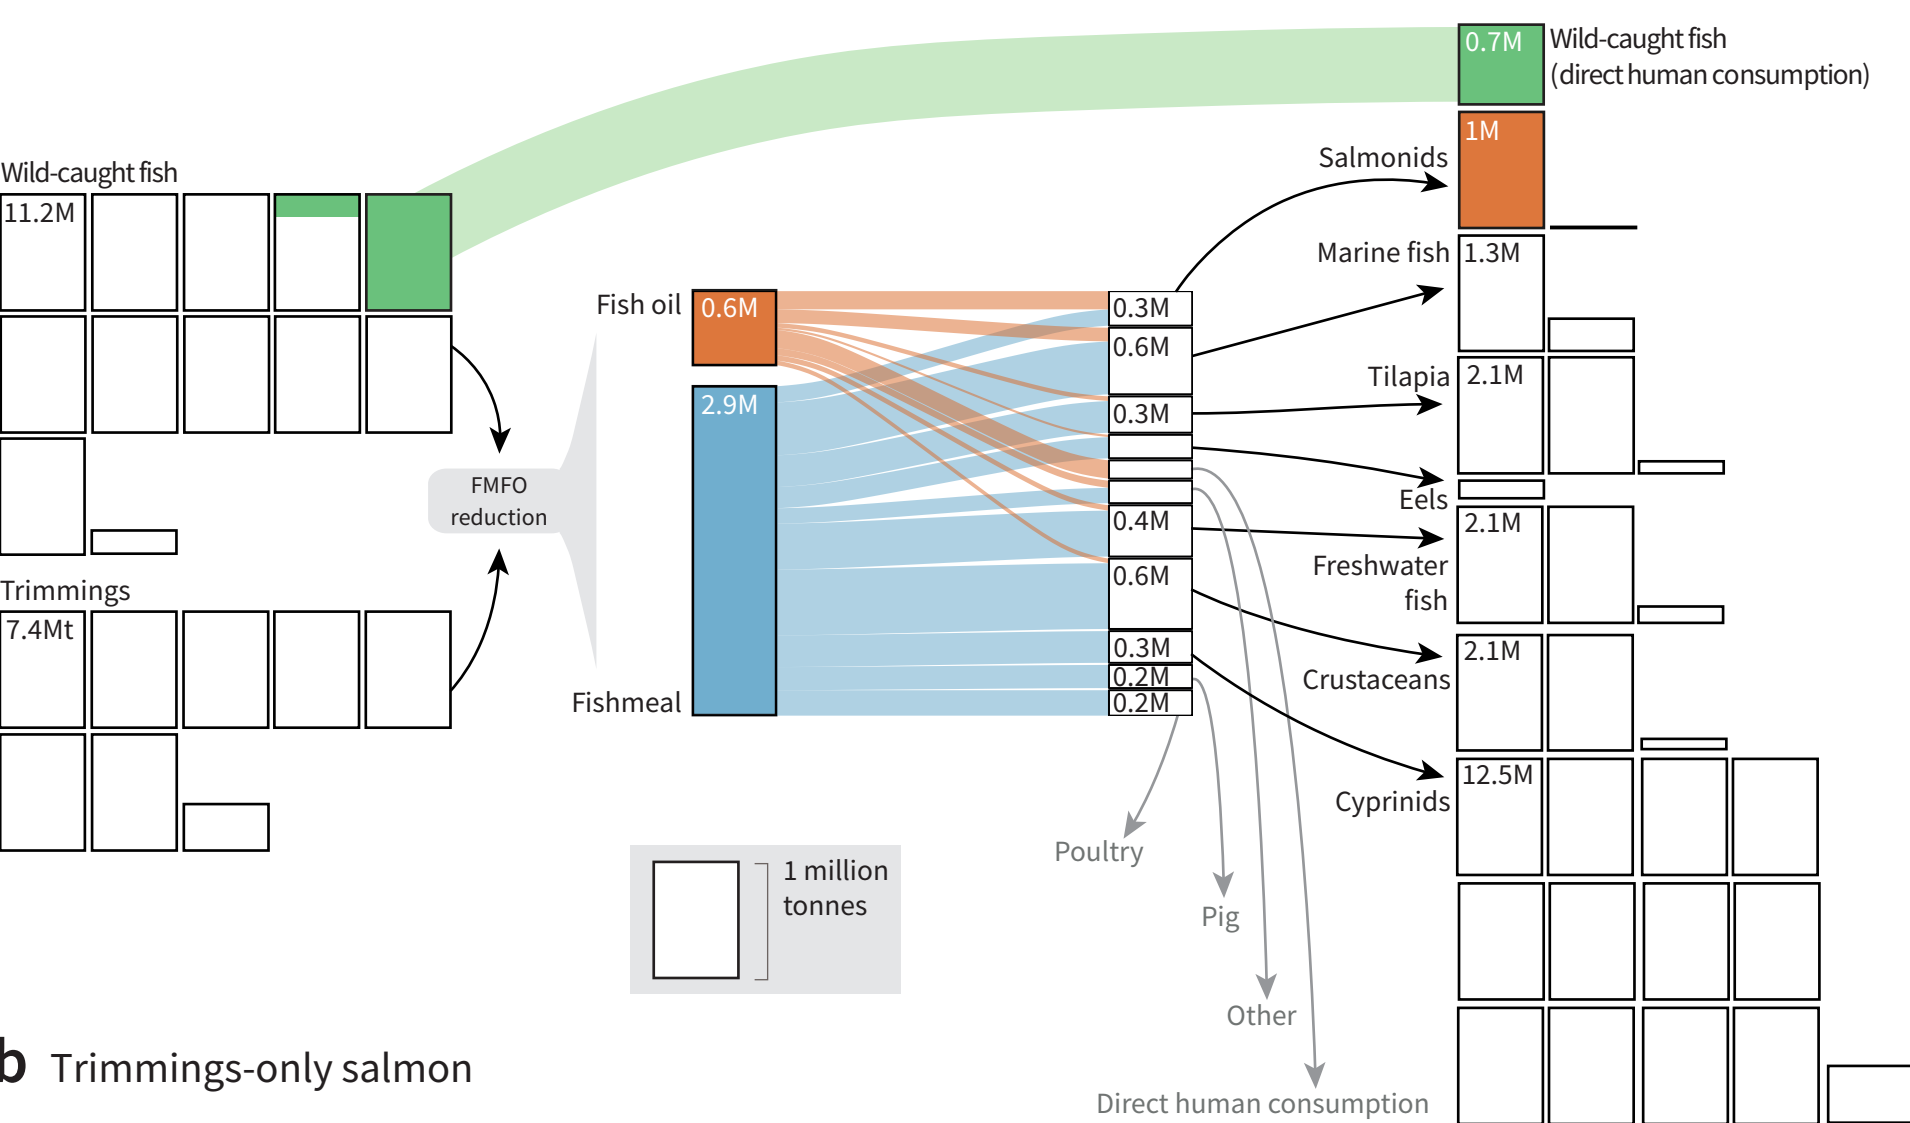 0.7M
Wild-caught fish
(direct human consumption)
1M
Salmonids
Wild-caught fish
11.2M
Marine fish
1.3M
Fish oil
0.6M
0.3M
0.6M
Tilapia
2.1M
2.9M
0.3M
FMFO
reduction
Eels
0.4M
2.1M
Freshwater
fish
Trimmings
7.4Mt
0.6M
2.1M
Crustaceans
0.3M
0.2M
Fishmeal
0.2M
12.5M
Cyprinids
Poultry
1 million
tonnes
Pig
Other
b Trimmings-only salmon
Direct human consumption